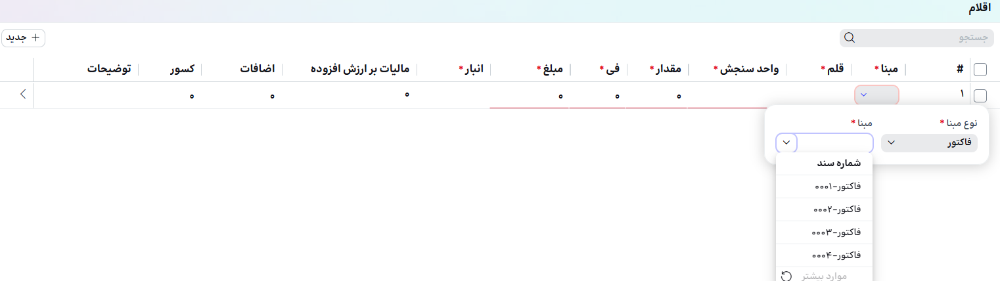 اقلام
جستجو
جدید
# مبنا * قلم * واحد سنجش * مقدار * فی * مبلغ * انبار * مالیات بر ارزش افزوده اضافات کسور توضیحات
۱ ۰ ۰ ۰ ۰ ۰ ۰
نوع مبنا * مبنا *
فاکتور
شماره سند
فاکتور-۰۰۰۱
فاکتور-۰۰۰۲
فاکتور-۰۰۰۳
فاکتور-۰۰۰۴
موارد بیشتر